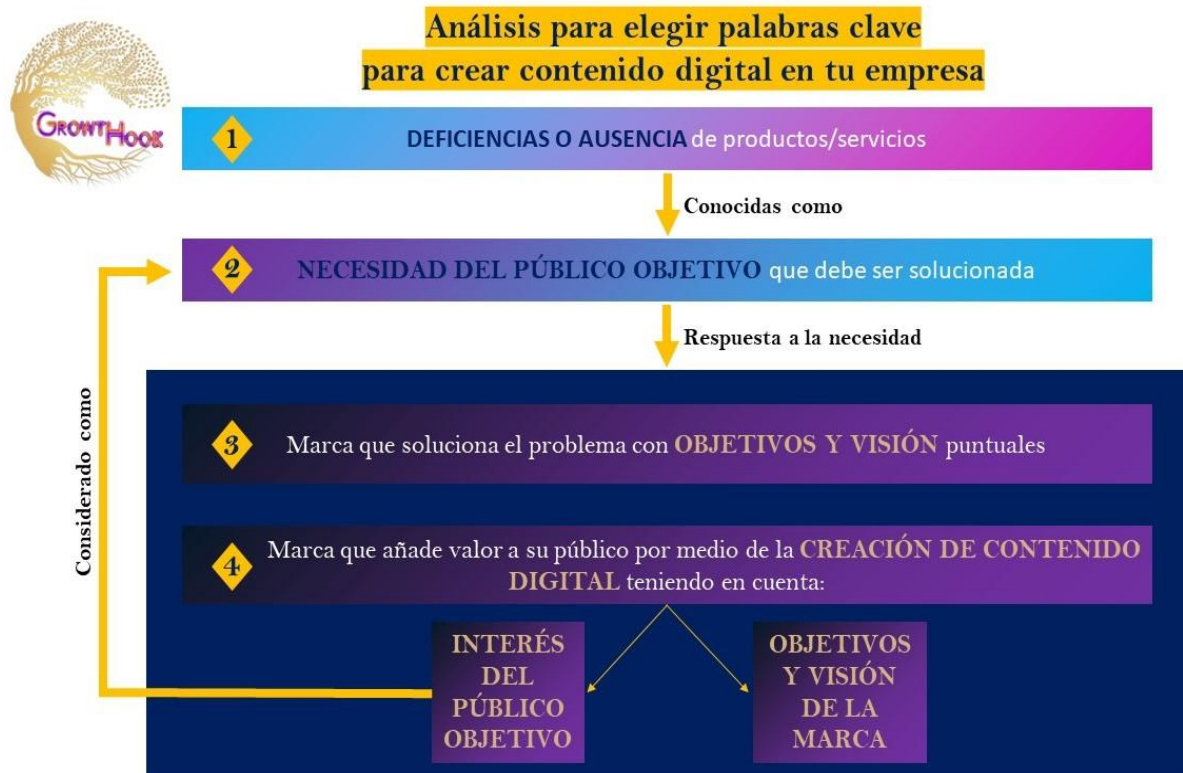 Análisis para elegir palabras clave
para crear contenido digital en tu empresa
GROWTHOOK
1
DEFICIENCIAS O AUSENCIA de productos/servicios
Conocidas como
2
NECESIDAD DEL PÚBLICO OBJETIVO que debe ser solucionada
Respuesta a la necesidad
Considerado como
3
Marca que soluciona el problema con OBJETIVOS Y VISIÓN puntuales
4
Marca que añade valor a su público por medio de la CREACIÓN DE CONTENIDO
DIGITAL teniendo en cuenta:
INTERÉS
DEL
PÚBLICO
OBJETIVO
OBJETIVOS
Y VISIÓN
DE LA
MARCA